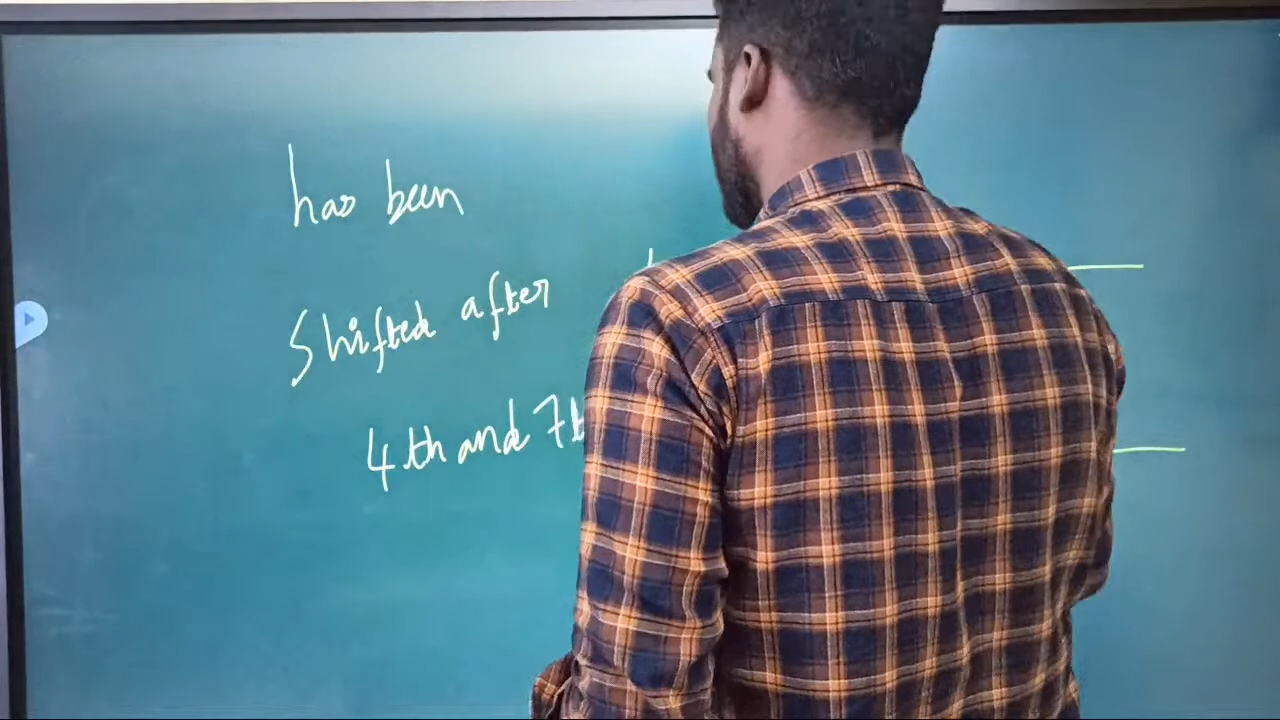 has been
Shifted after
4th and